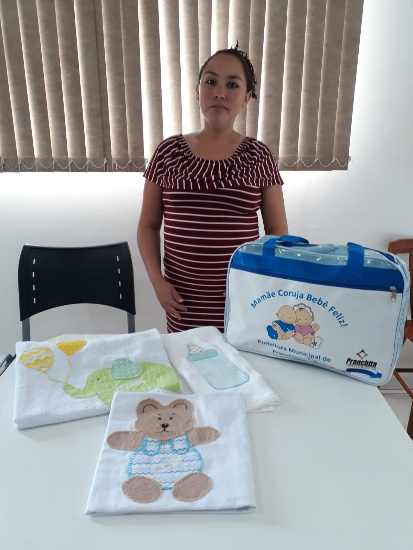 Mamãe Coruja Bebê Feliz!
Prefeitura Municipal de
Franchita